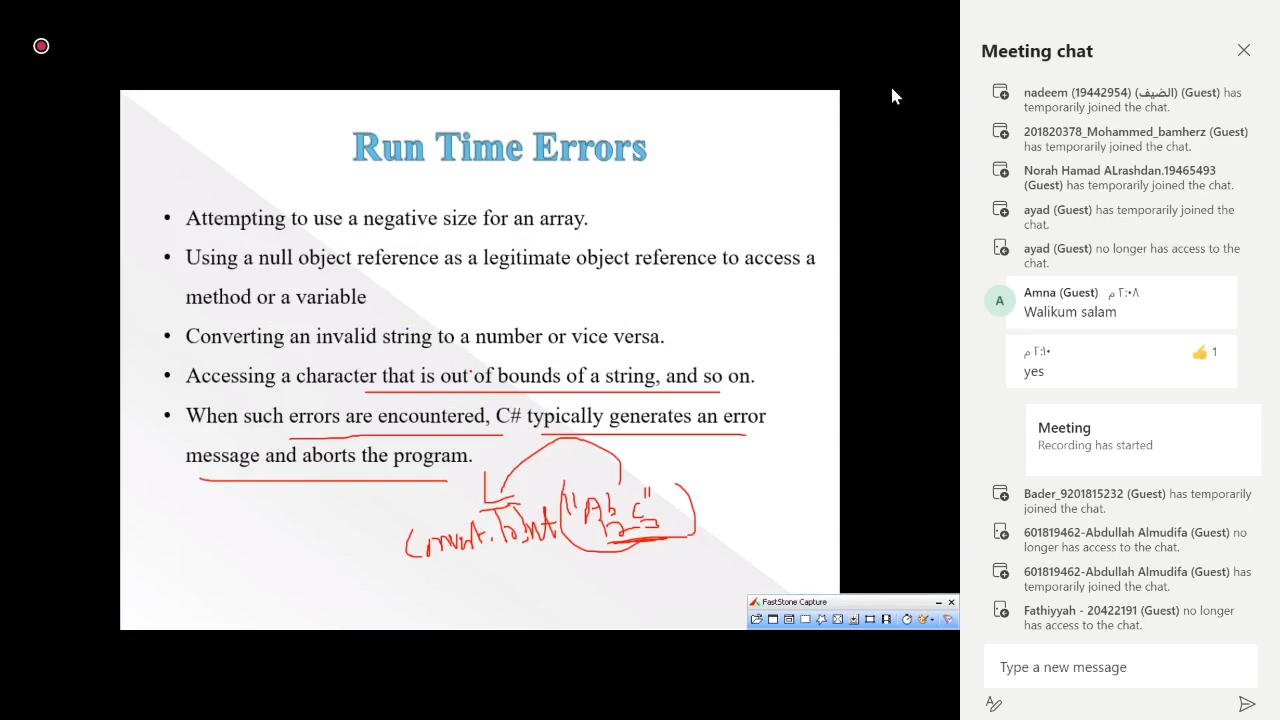 Run Time Errors
• Attempting to use a negative size for an array.
• Using a null object reference as a legitimate object reference to access a
method or a variable
• Converting an invalid string to a number or vice versa.
• Accessing a character that is out of bounds of a string, and so on.
• When such errors are encountered, C# typically generates an error
message and aborts the program.
Convert.ToInt("Abc")
123
FastStone Capture
Meeting chat
nadeem (19442954) (الضيف) (Guest) has
temporarily joined the chat.
201820378_Mohammed_bamherz (Guest)
has temporarily joined the chat.
Norah Hamad ALrashdan.19465493
(Guest) has temporarily joined the chat.
ayad (Guest) has temporarily joined the
chat.
ayad (Guest) no longer has access to the
chat.
A
Amna (Guest) ٢:٠٨ م
Walikum salam
٢:١٠ م
1
yes
Meeting
Recording has started
Bader_9201815232 (Guest) has temporarily
joined the chat.
601819462-Abdullah Almudifa (Guest) no
longer has access to the chat.
601819462-Abdullah Almudifa (Guest) has
temporarily joined the chat.
Fathiyyah - 20422191 (Guest) no longer
has access to the chat.
Type a new message